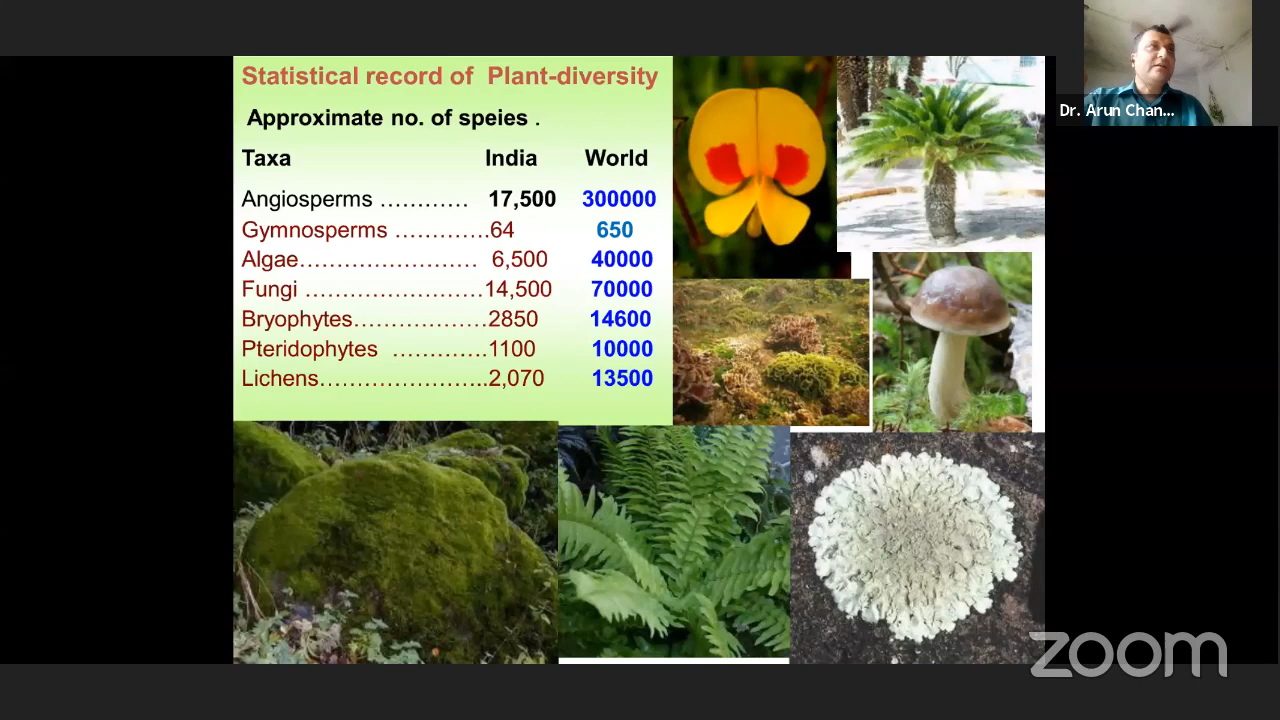 Statistical record of Plant-diversity
Approximate no. of speies .
Taxa India World
Angiosperms ………… 17,500 300000
Gymnosperms ………….64 650
Algae…………………… 6,500 40000
Fungi ……………………14,500 70000
Bryophytes………………2850 14600
Pteridophytes ………….1100 10000
Lichens…………………..2,070 13500
Dr. Arun Chan...
zoom